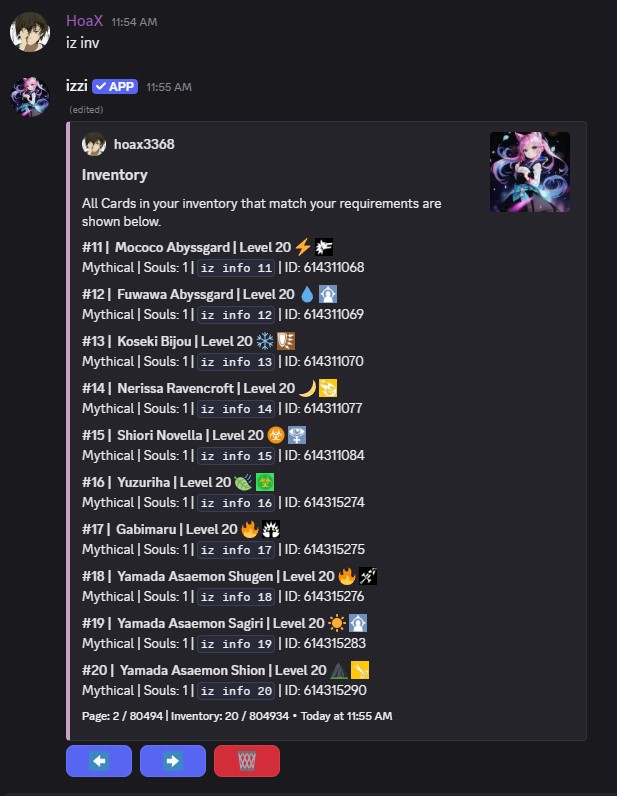 HoaX 11:54 AM
iz inv
izzi APP 11:55 AM
(edited)
hoax3368
Inventory
All Cards in your inventory that match your requirements are
shown below.
#11 | Mococo Abyssgard | Level 20
Mythical | Souls: 1 | iz info 11 | ID: 614311068
#12 | Fuwawa Abyssgard | Level 20
Mythical | Souls: 1 | iz info 12 | ID: 614311069
#13 | Koseki Bijou | Level 20
Mythical | Souls: 1 | iz info 13 | ID: 614311070
#14 | Nerissa Ravencroft | Level 20
Mythical | Souls: 1 | iz info 14 | ID: 614311077
#15 | Shiori Novella | Level 20
Mythical | Souls: 1 | iz info 15 | ID: 614311084
#16 | Yuzuriha | Level 20
Mythical | Souls: 1 | iz info 16 | ID: 614315274
#17 | Gabimaru | Level 20
Mythical | Souls: 1 | iz info 17 | ID: 614315275
#18 | Yamada Asaemon Shugen | Level 20
Mythical | Souls: 1 | iz info 18 | ID: 614315276
#19 | Yamada Asaemon Sagiri | Level 20
Mythical | Souls: 1 | iz info 19 | ID: 614315283
#20 | Yamada Asaemon Shion | Level 20
Mythical | Souls: 1 | iz info 20 | ID: 614315290
Page: 2 / 80494 | Inventory: 20 / 804934 • Today at 11:55 AM